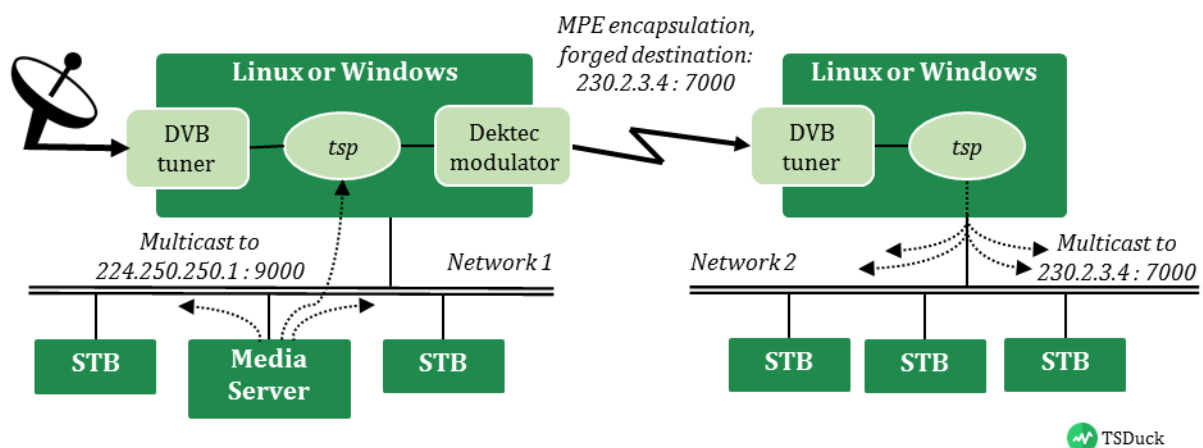 MPE encapsulation,
forged destination:
230.2.3.4 : 7000
Linux or Windows
DVB
tuner
tsp
Dektec
modulator
Linux or Windows
DVB
tuner
tsp
Multicast to
224.250.250.1 : 9000
Network 1
Network 2
Multicast to
230.2.3.4 : 7000
STB
Media
Server
STB
STB
STB
STB
TSDuck